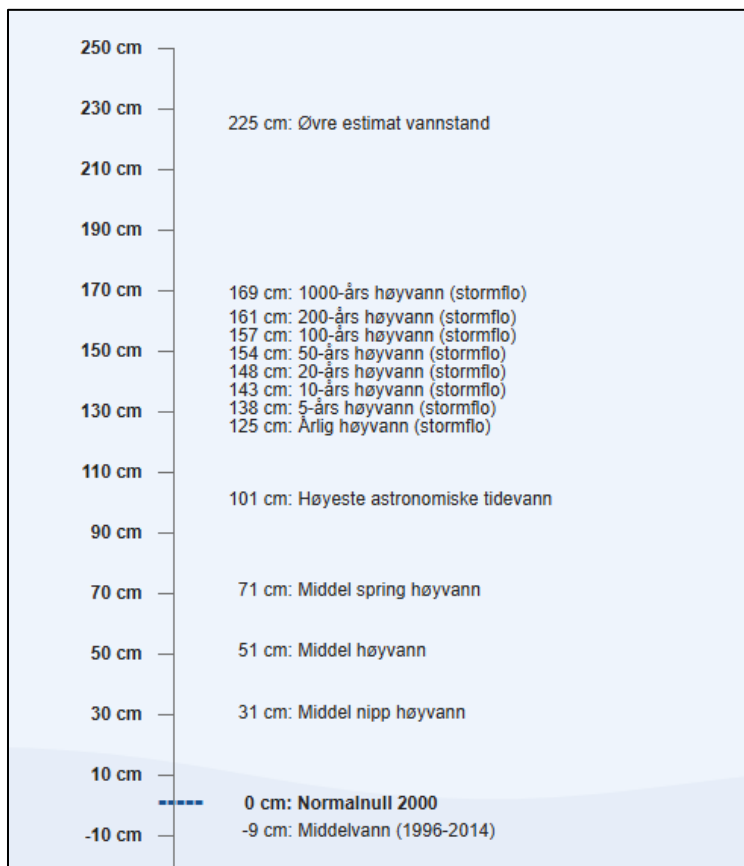 250 cm
230 cm
225 cm: Øvre estimat vannstand
210 cm
190 cm
170 cm
169 cm: 1000-års høyvann (stormflo)
161 cm: 200-års høyvann (stormflo)
157 cm: 100-års høyvann (stormflo)
150 cm
154 cm: 50-års høyvann (stormflo)
148 cm: 20-års høyvann (stormflo)
143 cm: 10-års høyvann (stormflo)
130 cm
138 cm: 5-års høyvann (stormflo)
125 cm: Årlig høyvann (stormflo)
110 cm
101 cm: Høyeste astronomiske tidevann
90 cm
70 cm
71 cm: Middel spring høyvann
50 cm
51 cm: Middel høyvann
30 cm
31 cm: Middel nipp høyvann
10 cm
0 cm: Normalnull 2000
-10 cm
-9 cm: Middelvann (1996-2014)